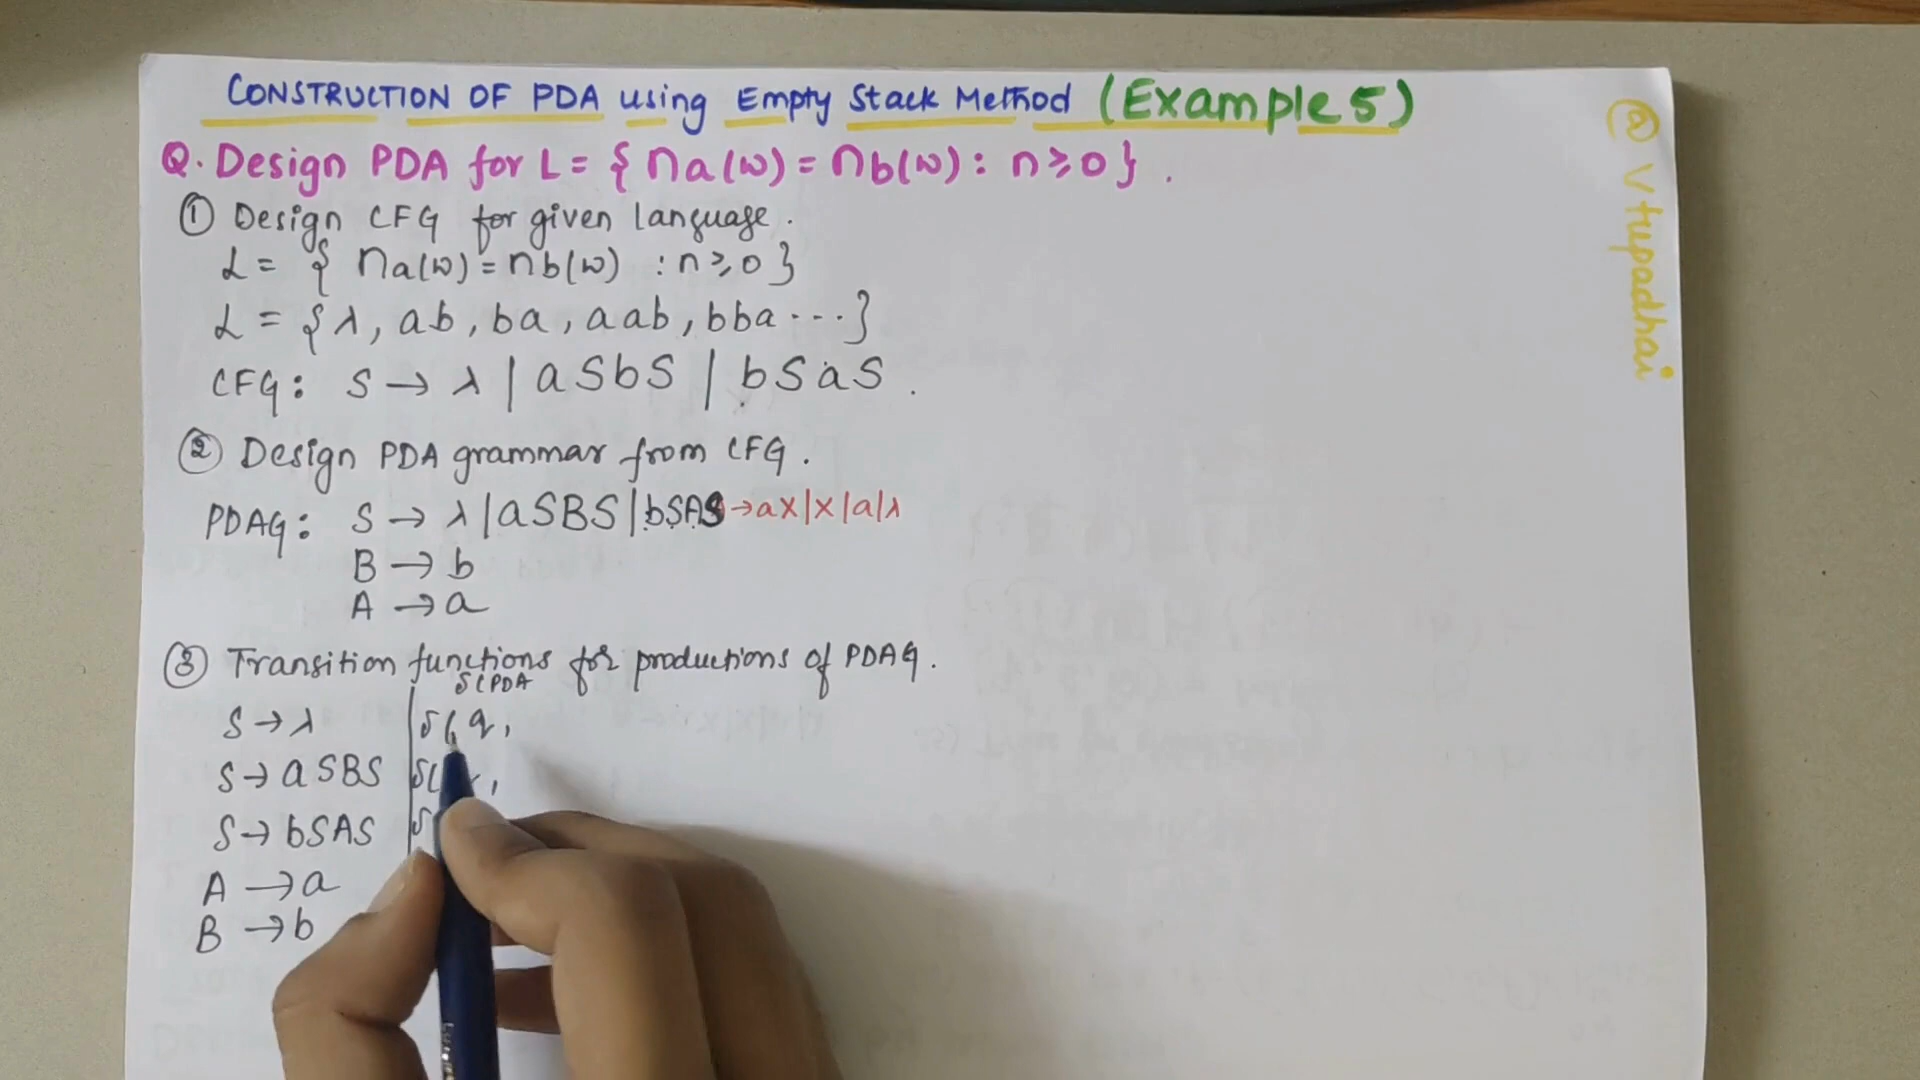 CONSTRUCTION OF PDA using Empty Stack Method (Example 5)
Q. Design PDA for L = { na(w) = nb(w) : n ≥ 0 } .
① Design CFG for given language .
L = { na(w) = nb(w) : n ≥ 0 }
L = { λ , ab , ba , aab , bba ... }
CFG : S → λ | aSbS | bSaS .
② Design PDA grammar from CFG .
PDAG : S → λ | aSBS | bSAS → ax | x | a | λ
B → b
A → a
③ Transition functions for productions of PDAG .
δ(PDA
S → λ | δ( q ,
S → aSBS | δ( ,
S → bSAS | δ
A → a
B → b
@ Vtupadhai